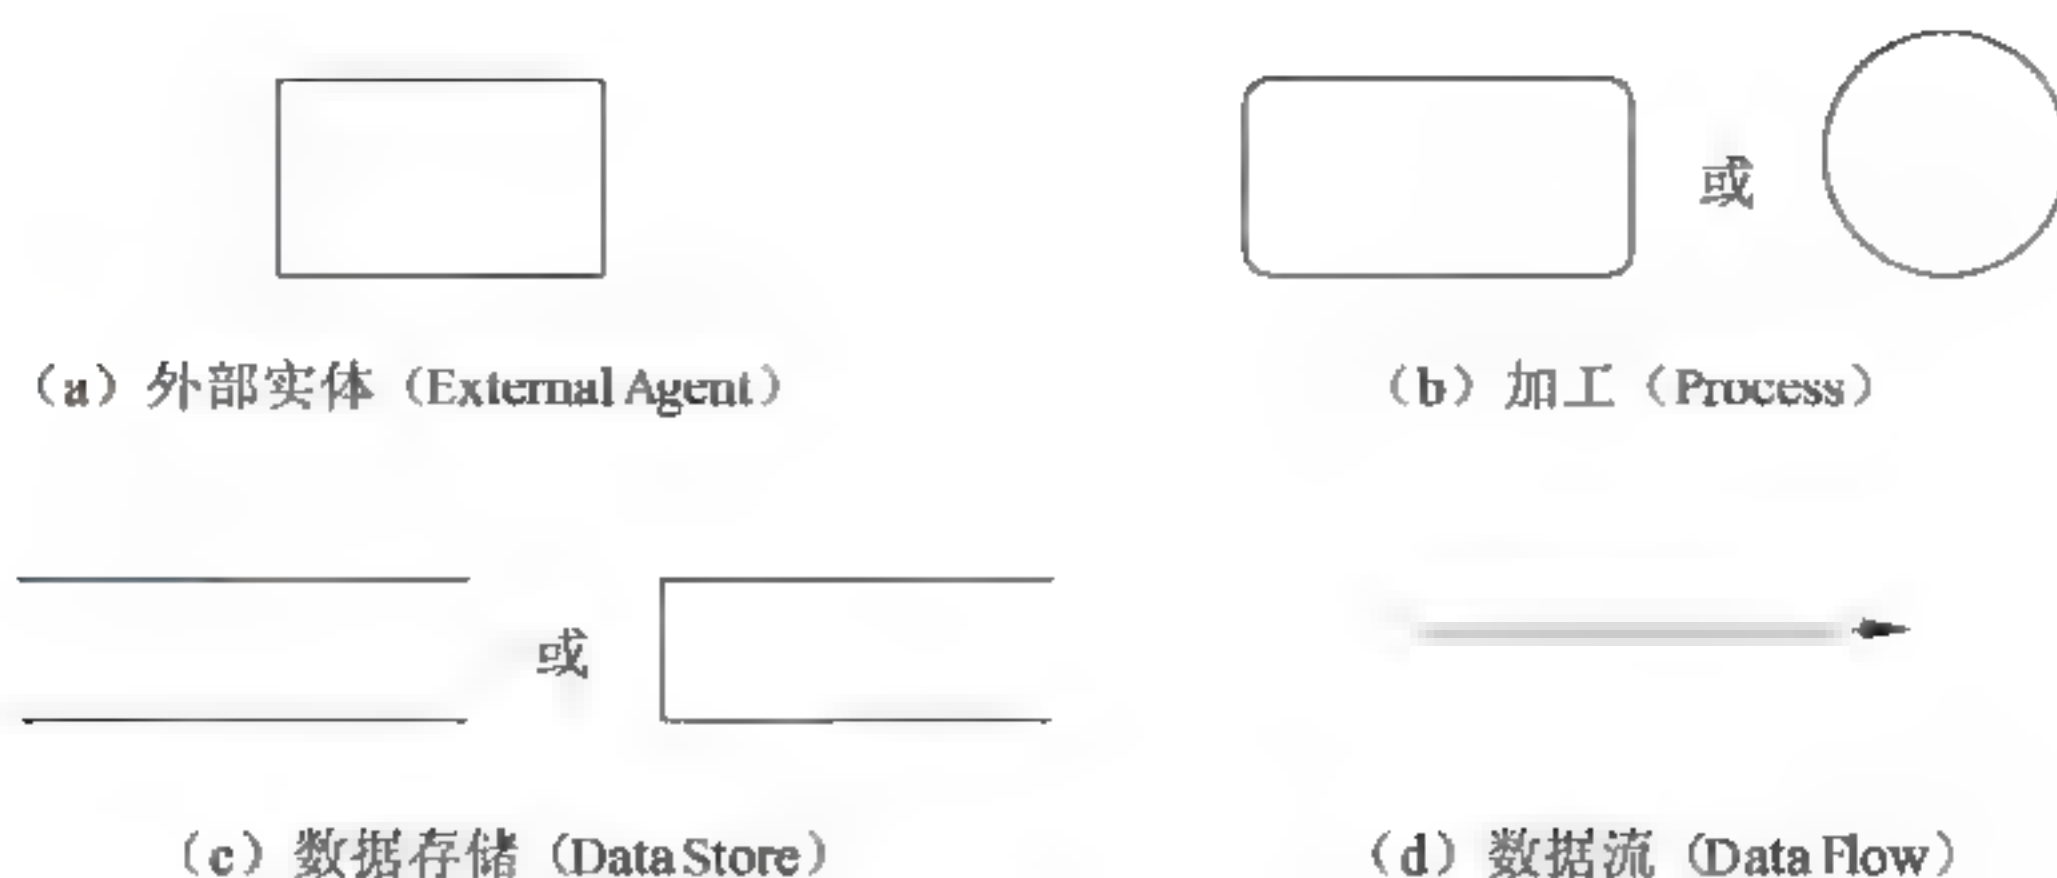 或
（a）外部实体（External Agent）
（b）加工（Process）
或
（c）数据存储（Data Store）
（d）数据流（Data Flow）